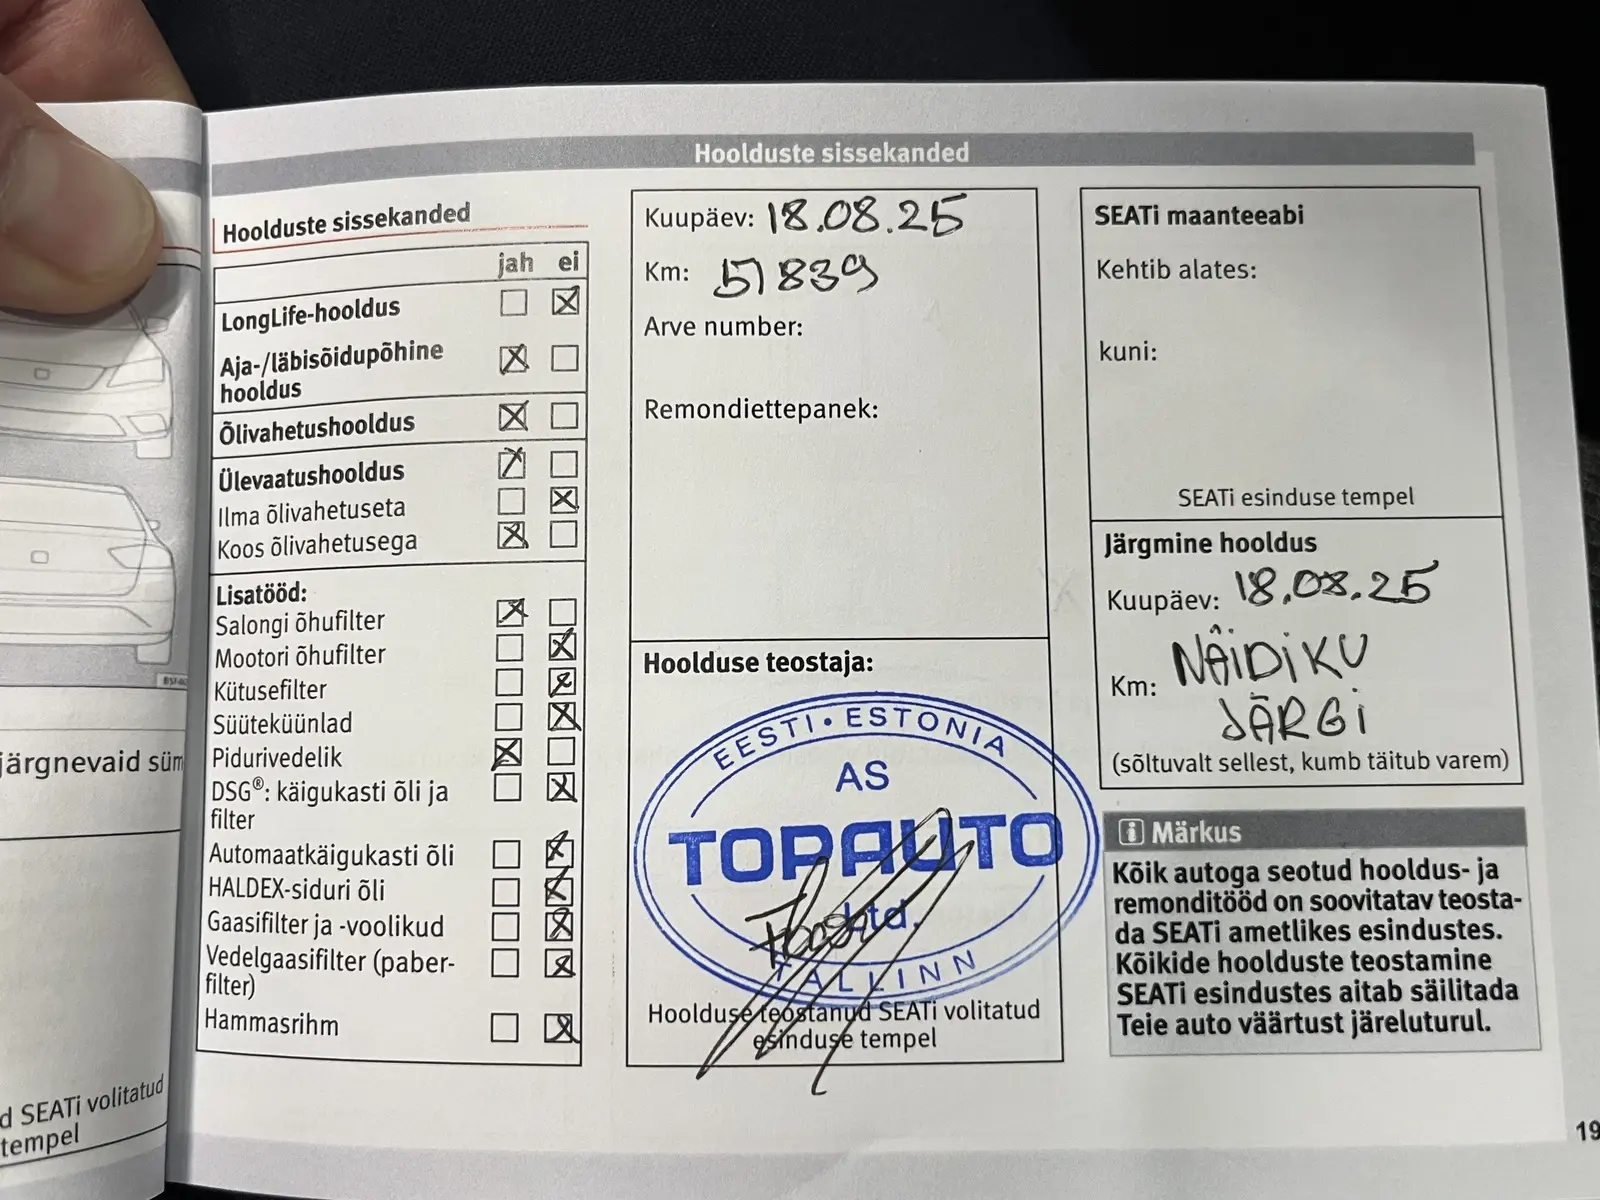 Hoolduste sissekanded
Hoolduste sissekanded
jah ei
LongLife-hooldus
Aja-/läbisõidupõhine
hooldus
Õlivahetushooldus
Ülevaatushooldus
Ilma õlivahetuseta
Koos õlivahetusega
Lisatööd:
Salongi õhufilter
Mootori õhufilter
Kütusefilter
Süüteküünlad
Pidurivedelik
DSG®: käigukasti õli ja
filter
Automaatkäigukasti õli
HALDEX-siduri õli
Gaasifilter ja -voolikud
Vedelgaasifilter (paber-
filter)
Hammasrihm
Kuupäev: 18.08.25
Km: 51839
Arve number:
Remondiettepanek:
Hoolduse teostaja:
EESTI • ESTONIA
AS
TOPAUTO
Ltd.
TALLINN
Hoolduse teostanud SEATi volitatud
esinduse tempel
SEATi maanteeabi
Kehtib alates:
kuni:
SEATi esinduse tempel
Järgmine hooldus
Kuupäev: 18.08.25
Km: NÄIDIKU
JÄRGI
(sõltuvalt sellest, kumb täitub varem)
i Märkus
Kõik autoga seotud hooldus- ja
remonditööd on soovitatav teosta-
da SEATi ametlikes esindustes.
Kõikide hoolduste teostamine
SEATi esindustes aitab säilitada
Teie auto väärtust järeluturul.
19
järgnevaid
d SEATi volitatud
tempel